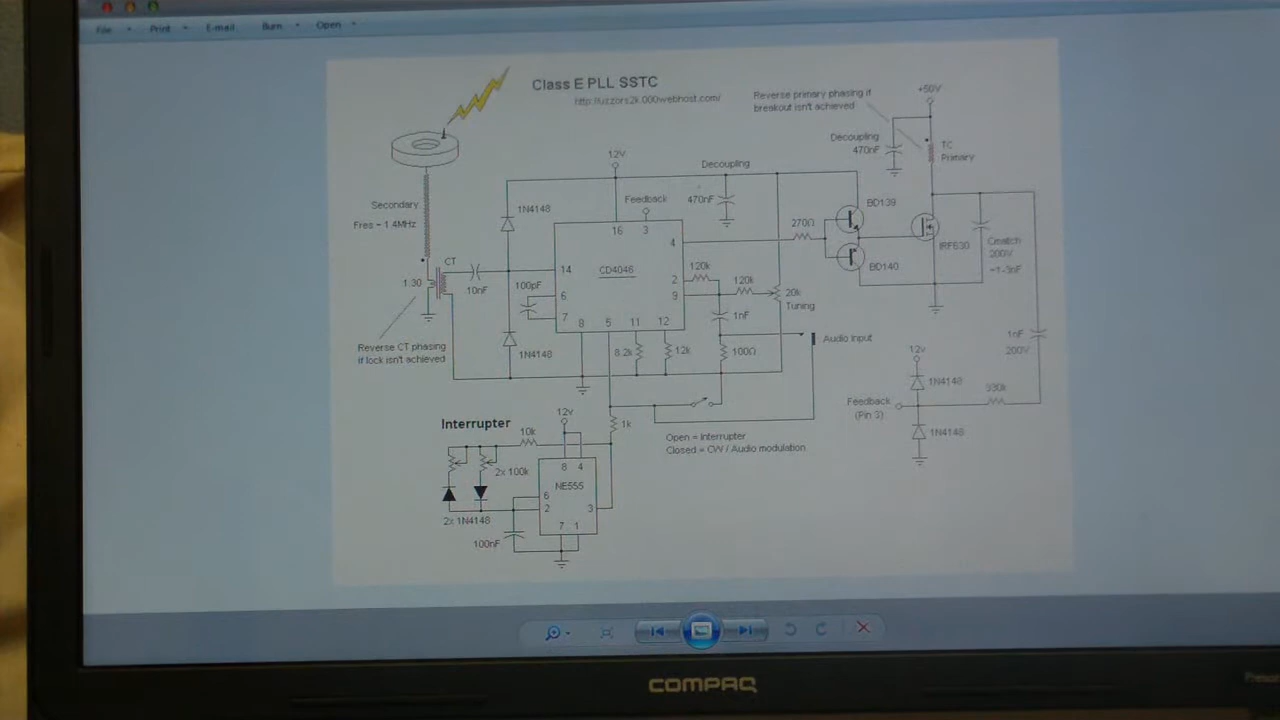 File
Print
E-mail
Burn
Open
Class E PLL SSTC
http://uzzors2k.000webhost.com/
Reverse primary phasing if
breakout isn't achieved
+50V
Decoupling
470nF
TC
Primary
12V
Decoupling
Secondary
Fres ~ 1.4MHz
1N4148
Feedback
470nF
BD139
270Ω
16
3
4
IRF630
Cmatch
200V
~1-3nF
CT
14
CD4046
BD140
120k
1:30
10nF
100pF
2
120k
6
9
20k
Tuning
7
8
5
11
12
1nF
Reverse CT phasing
if lock isn't achieved
1N4148
8.2k
12k
100Ω
Audio Input
1nF
200V
12v
1N4148
330k
Feedback
(Pin 3)
1N4148
Interrupter
12v
10k
1k
Open = Interrupter
Closed = CW / Audio modulation
2x 100k
8 4
NE555
6
2
3
2x 1N4148
7 1
100nF
COMPAQ